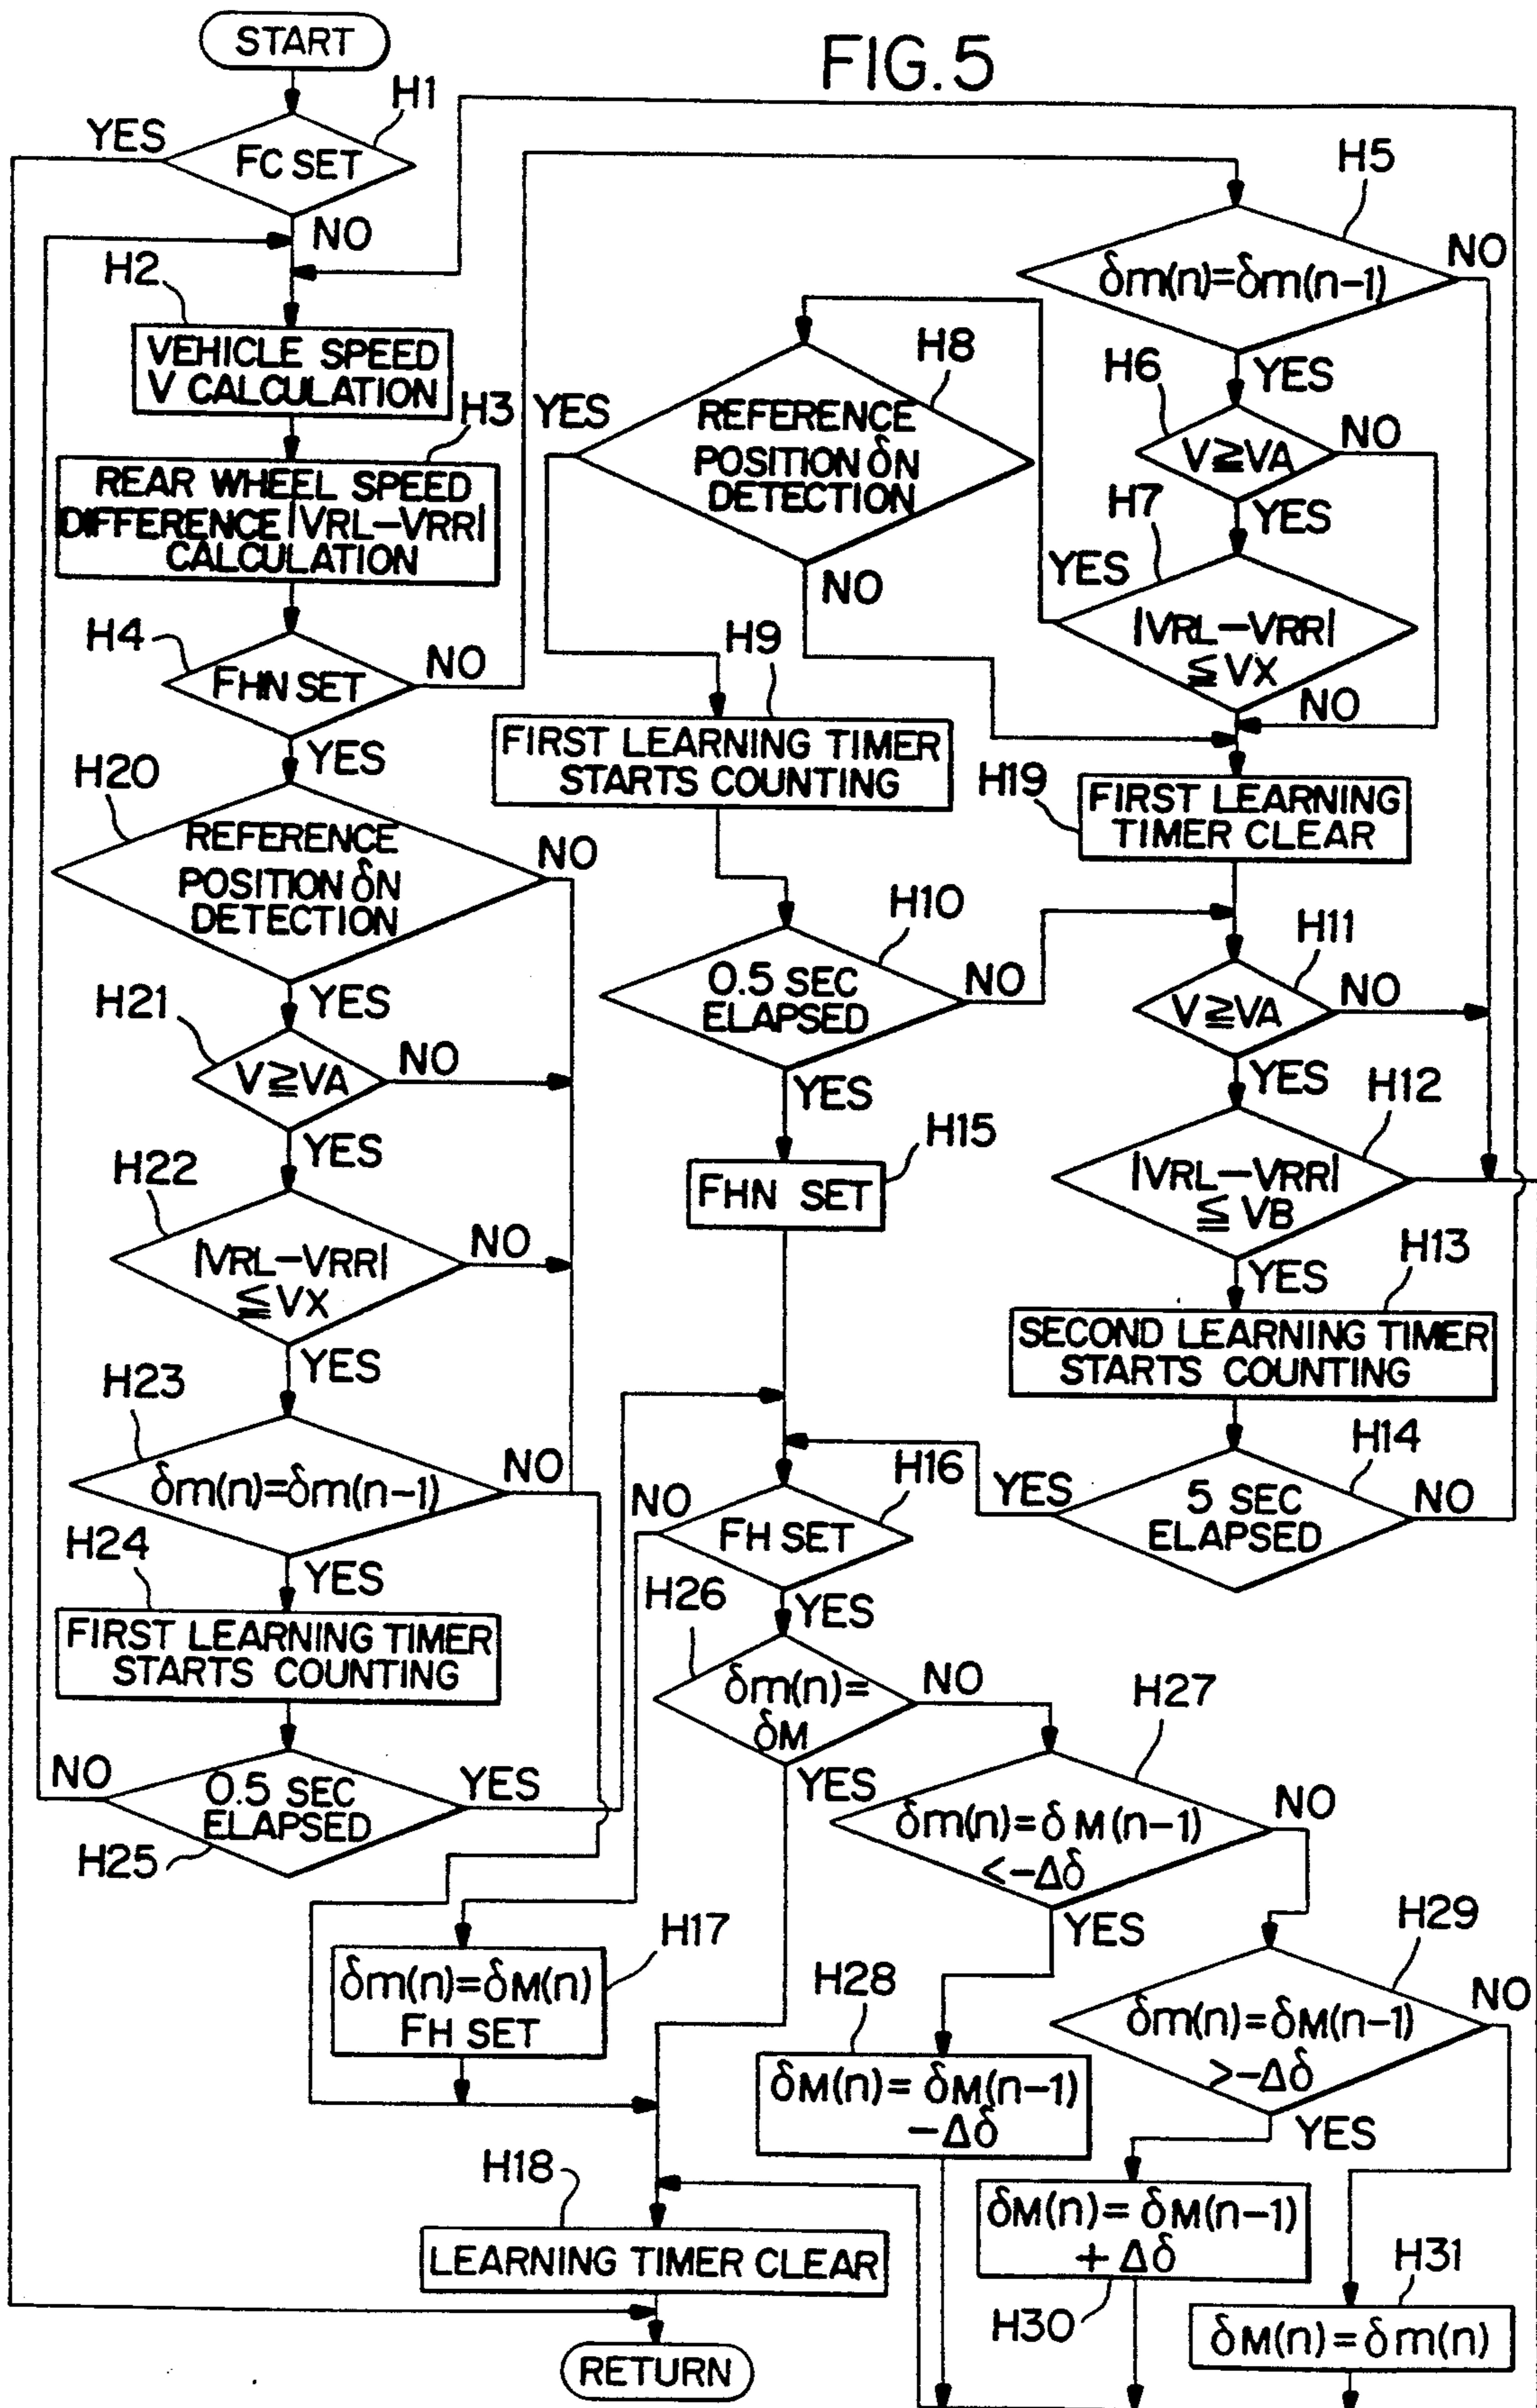 FIG.5
START
H1
YES
FC SET
NO
H2
VEHICLE SPEED
V CALCULATION
H3
REAR WHEEL SPEED
DIFFERENCE |VRL−VRR|
CALCULATION
H4
FHN SET
NO
YES
H20
REFERENCE
POSITION δN
DETECTION
NO
YES
H21
V≧VA
NO
YES
H22
|VRL−VRR|
≦VX
NO
YES
H23
δm(n)=δm(n−1)
NO
YES
H24
FIRST LEARNING TIMER
STARTS COUNTING
NO
0.5 SEC
ELAPSED
YES
H25
H5
δm(n)=δm(n−1)
NO
YES
H6
V≧VA
NO
YES
H7
YES
|VRL−VRR|
≦VX
NO
H8
YES
REFERENCE
POSITION δN
DETECTION
NO
H9
FIRST LEARNING TIMER
STARTS COUNTING
H19
FIRST LEARNING
TIMER CLEAR
H10
0.5 SEC
ELAPSED
NO
YES
H11
V≧VA
NO
YES
H12
|VRL−VRR|
≦VB
YES
H13
SECOND LEARNING TIMER
STARTS COUNTING
H14
YES
5 SEC
ELAPSED
NO
H15
FHN SET
H16
NO
FH SET
YES
H26
δm(n)=
δM
NO
YES
H27
δm(n)=δM(n−1)
<−Δδ
NO
YES
H17
δm(n)=δM(n)
FH SET
H28
δM(n)=δM(n−1)
−Δδ
H29
δm(n)=δM(n−1)
>−Δδ
NO
YES
H18
LEARNING TIMER CLEAR
δM(n)=δM(n−1)
+Δδ
H30
H31
δM(n)=δm(n)
RETURN